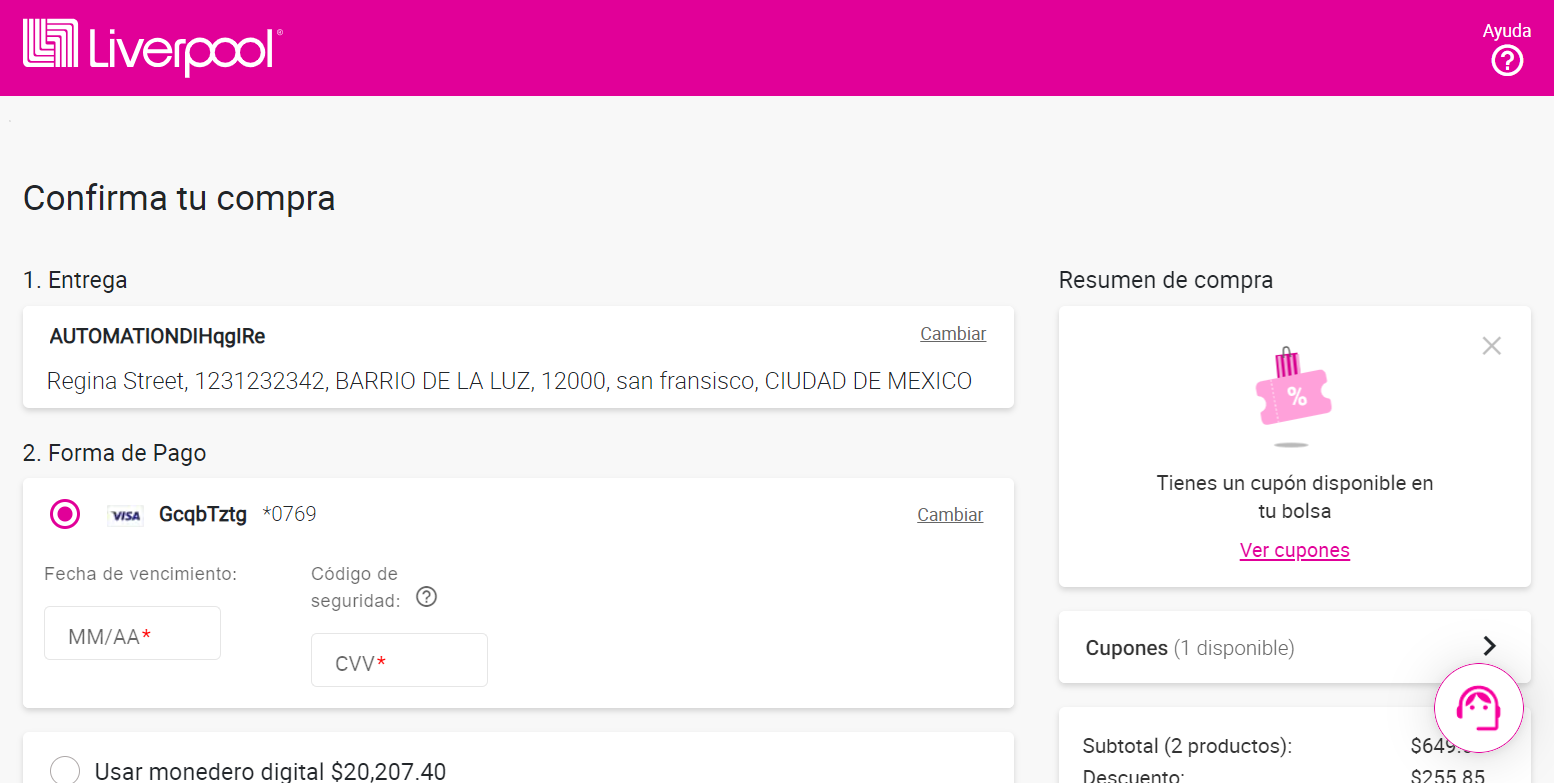 Liverpool®
Ayuda
Confirma tu compra
1. Entrega
AUTOMATIONDIHqgIRe
Cambiar
Regina Street, 1231232342, BARRIO DE LA LUZ, 12000, san fransisco, CIUDAD DE MEXICO
2. Forma de Pago
VISA GcqbTztg *0769
Cambiar
Fecha de vencimiento:
MM/AA*
Código de
seguridad:
CVV*
Usar monedero digital $20,207.40
Resumen de compra
%
Tienes un cupón disponible en
tu bolsa
Ver cupones
Cupones (1 disponible)
Subtotal (2 productos):
Descuento: $255.85